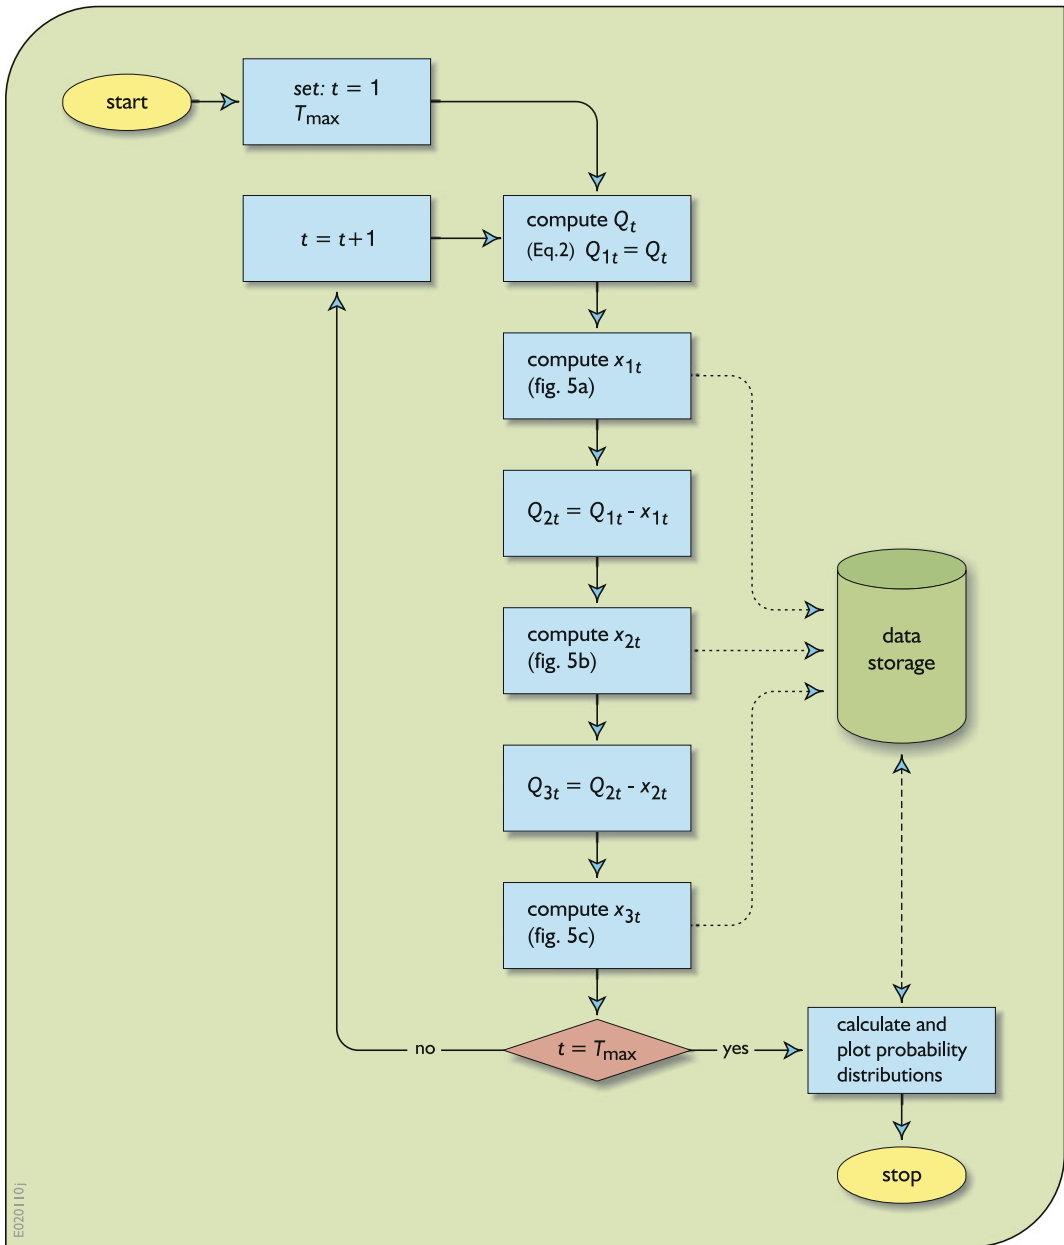 start
set: t = 1
Tmax
t = t+1
compute Qt
(Eq.2) Q1t = Qt
compute x1t
(fig. 5a)
Q2t = Q1t - x1t
compute x2t
(fig. 5b)
data
storage
Q3t = Q2t - x2t
compute x3t
(fig. 5c)
no
t = Tmax
yes
calculate and
plot probability
distributions
stop
E020110j